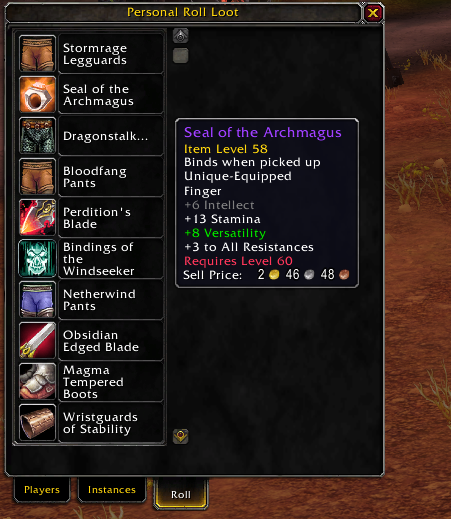 Personal Roll Loot
Stormrage
Legguards
Seal of the
Archmagus
Dragonstalk...
Bloodfang
Pants
Perdition's
Blade
Bindings of
the
Windseeker
Netherwind
Pants
Obsidian
Edged Blade
Magma
Tempered
Boots
Wristguards
of Stability
Seal of the Archmagus
Item Level 58
Binds when picked up
Unique-Equipped
Finger
+6 Intellect
+13 Stamina
+8 Versatility
+3 to All Resistances
Requires Level 60
Sell Price: 2 46 48
Players
Instances
Roll